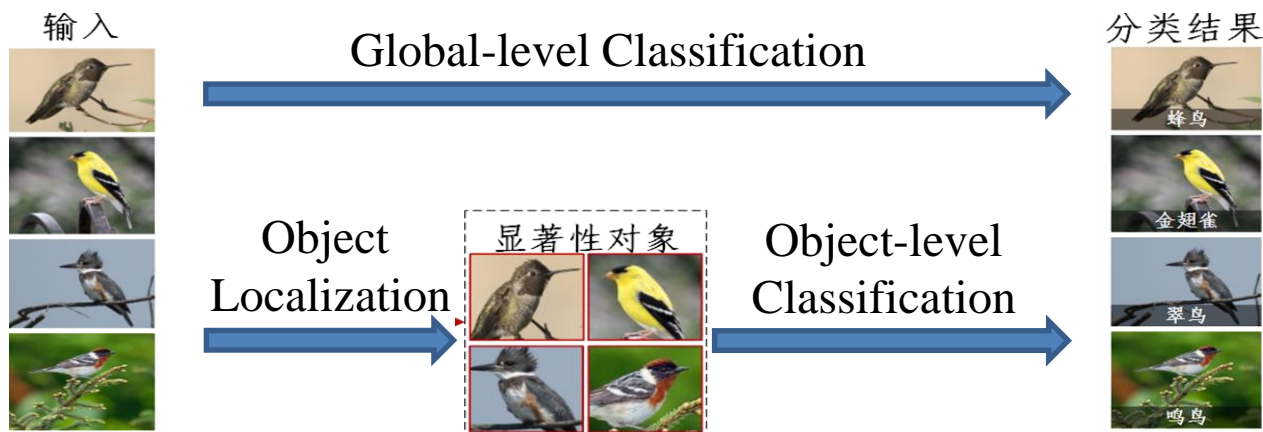 输入
Global-level Classification
分类结果
蜂鸟
金翅雀
Object
Localization
显著性对象
Object-level
Classification
翠鸟
鸣鸟